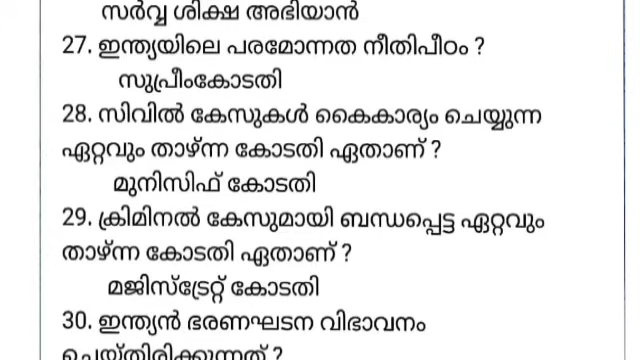 സർവ്വ ശിക്ഷ അഭിയാൻ
27. ഇന്ത്യയിലെ പരമോന്നത നീതിപീഠം ?
സുപ്രീംകോടതി
28. സിവിൽ കേസുകൾ കൈകാര്യം ചെയ്യുന്ന
ഏറ്റവും താഴ്ന്ന കോടതി ഏതാണ് ?
മുനിസിഫ് കോടതി
29. ക്രിമിനൽ കേസുമായി ബന്ധപ്പെട്ട ഏറ്റവും
താഴ്ന്ന കോടതി ഏതാണ് ?
മജിസ്ട്രേറ്റ് കോടതി
30. ഇന്ത്യൻ ഭരണഘടന വിഭാവനം
ചെയ്തിരിക്കുന്നത് ?